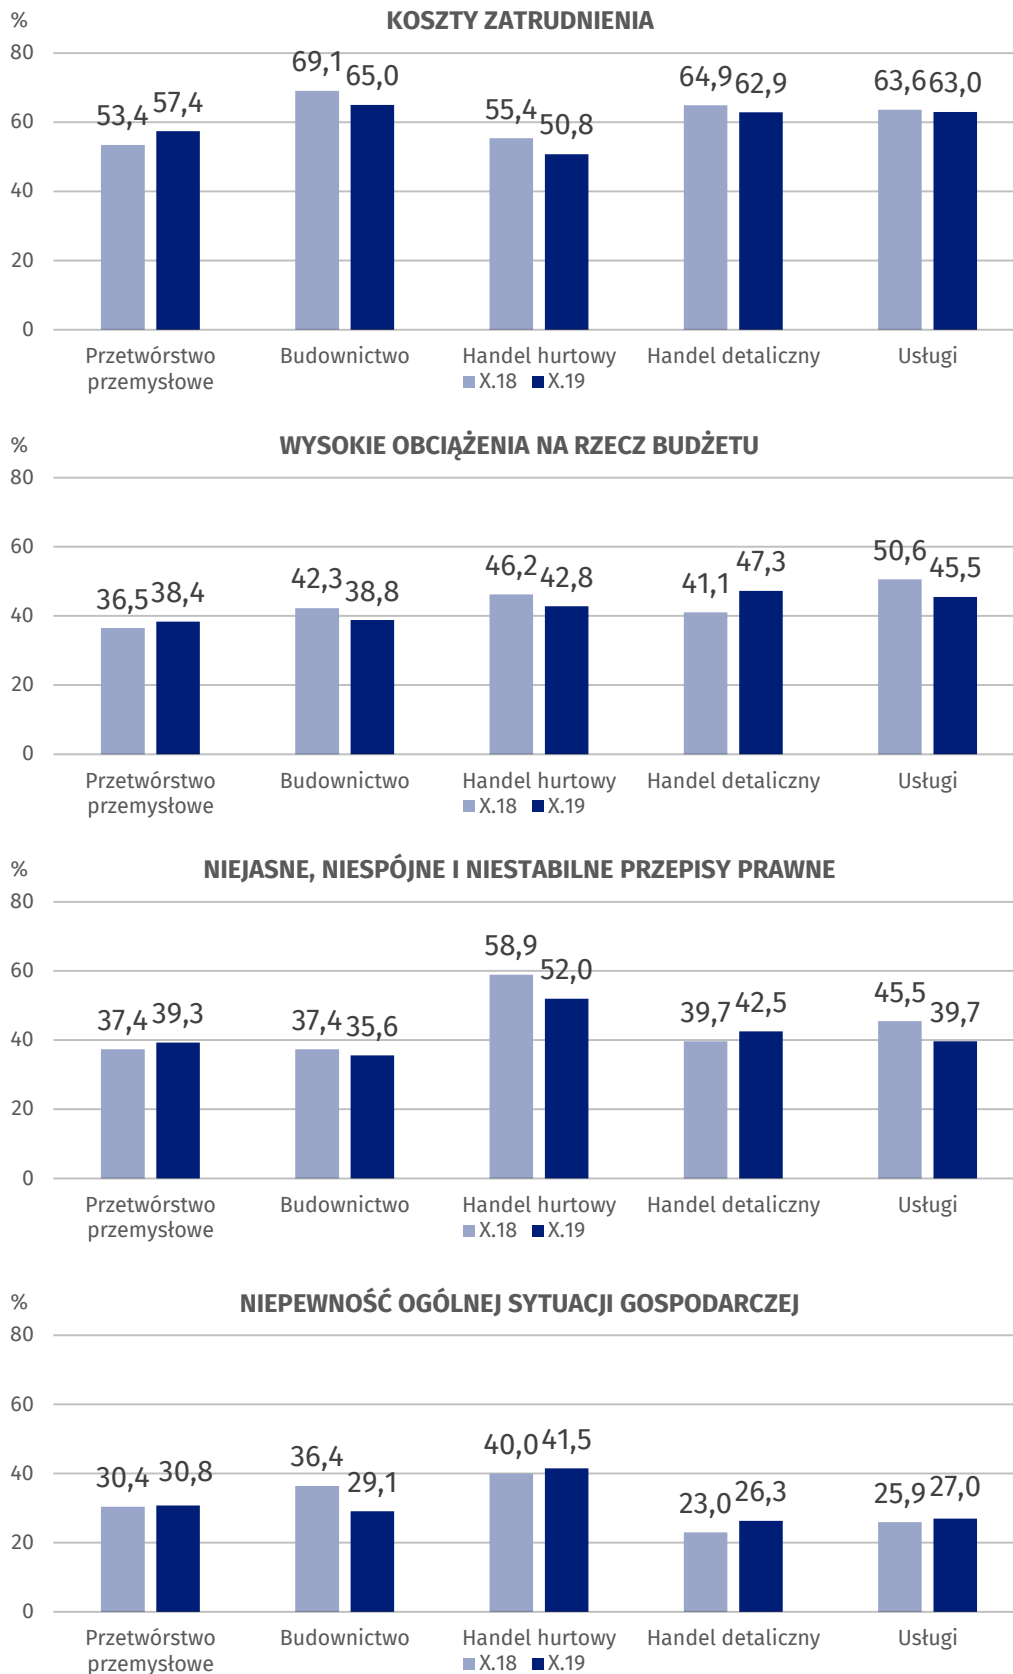 % KOSZTY ZATRUDNIENIA
80
60
40
20
0
53,4 57,4 69,1 65,0 55,4 50,8 64,9 62,9 63,6 63,0
Przetwórstwo przemysłowe Budownictwo Handel hurtowy Handel detaliczny Usługi
X.18 X.19
% WYSOKIE OBCIĄŻENIA NA RZECZ BUDŻETU
80
60
40
20
0
36,5 38,4 42,3 38,8 46,2 42,8 41,1 47,3 50,6 45,5
Przetwórstwo przemysłowe Budownictwo Handel hurtowy Handel detaliczny Usługi
X.18 X.19
% NIEJASNE, NIESPÓJNE I NIESTABILNE PRZEPISY PRAWNE
80
60
40
20
0
37,4 39,3 37,4 35,6 58,9 52,0 39,7 42,5 45,5 39,7
Przetwórstwo przemysłowe Budownictwo Handel hurtowy Handel detaliczny Usługi
X.18 X.19
% NIEPEWNOŚĆ OGÓLNEJ SYTUACJI GOSPODARCZEJ
80
60
40
20
0
30,4 30,8 36,4 29,1 40,0 41,5 23,0 26,3 25,9 27,0
Przetwórstwo przemysłowe Budownictwo Handel hurtowy Handel detaliczny Usługi
X.18 X.19